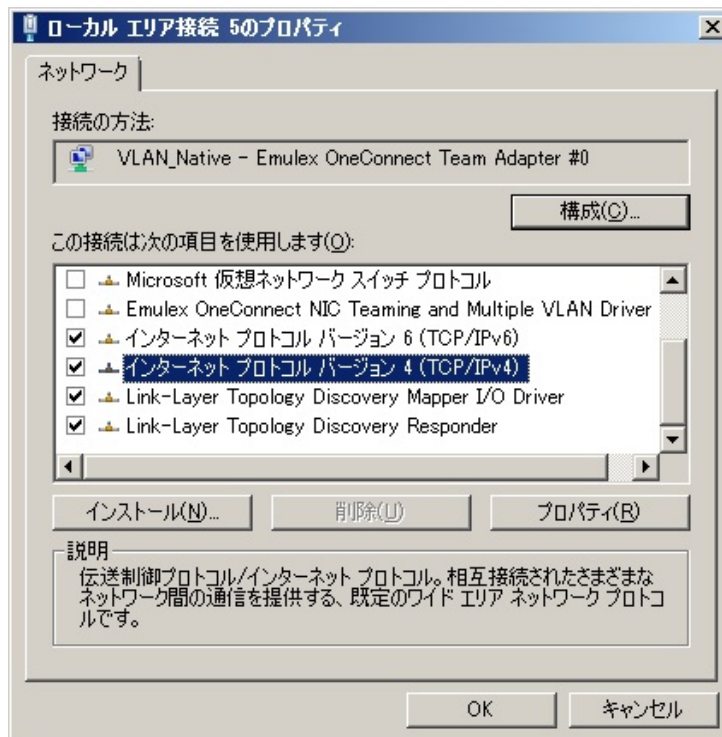 ローカル エリア接続 5のプロパティ
ネットワーク
接続の方法:
VLAN_Native - Emulex OneConnect Team Adapter #0
構成(C)...
この接続は次の項目を使用します(O):
Microsoft 仮想ネットワーク スイッチ プロトコル
Emulex OneConnect NIC Teaming and Multiple VLAN Driver
インターネット プロトコル バージョン 6 (TCP/IPv6)
インターネット プロトコル バージョン 4 (TCP/IPv4)
Link-Layer Topology Discovery Mapper I/O Driver
Link-Layer Topology Discovery Responder
インストール(N)... 削除(U) プロパティ(R)
説明
伝送制御プロトコル/インターネット プロトコル。相互接続されたさまざまな
ネットワーク間の通信を提供する、既定のワイド エリア ネットワーク プロトコ
ルです。
OK キャンセル